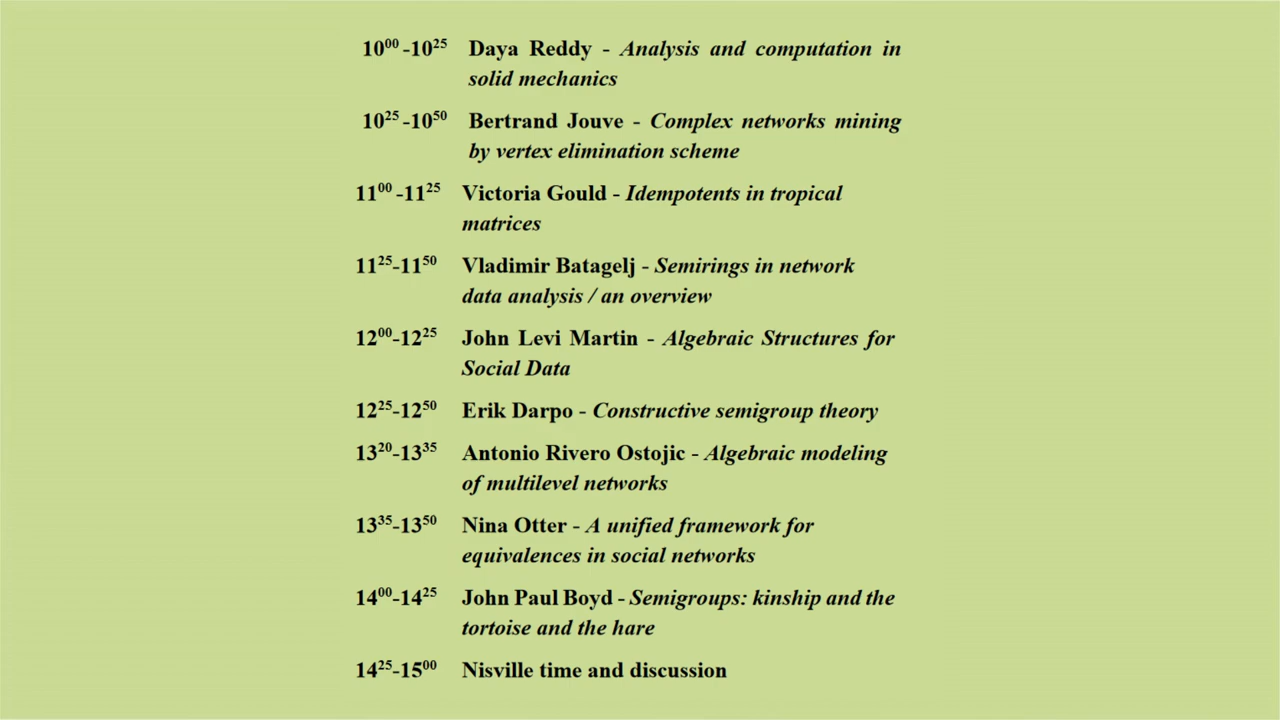 10⁰⁰ -10²⁵ Daya Reddy - Analysis and computation in
solid mechanics
10²⁵ -10⁵⁰ Bertrand Jouve - Complex networks mining
by vertex elimination scheme
11⁰⁰ -11²⁵ Victoria Gould - Idempotents in tropical
matrices
11²⁵-11⁵⁰ Vladimir Batagelj - Semirings in network
data analysis / an overview
12⁰⁰-12²⁵ John Levi Martin - Algebraic Structures for
Social Data
12²⁵-12⁵⁰ Erik Darpo - Constructive semigroup theory
13²⁰-13³⁵ Antonio Rivero Ostojic - Algebraic modeling
of multilevel networks
13³⁵-13⁵⁰ Nina Otter - A unified framework for
equivalences in social networks
14⁰⁰-14²⁵ John Paul Boyd - Semigroups: kinship and the
tortoise and the hare
14²⁵-15⁰⁰ Nisville time and discussion